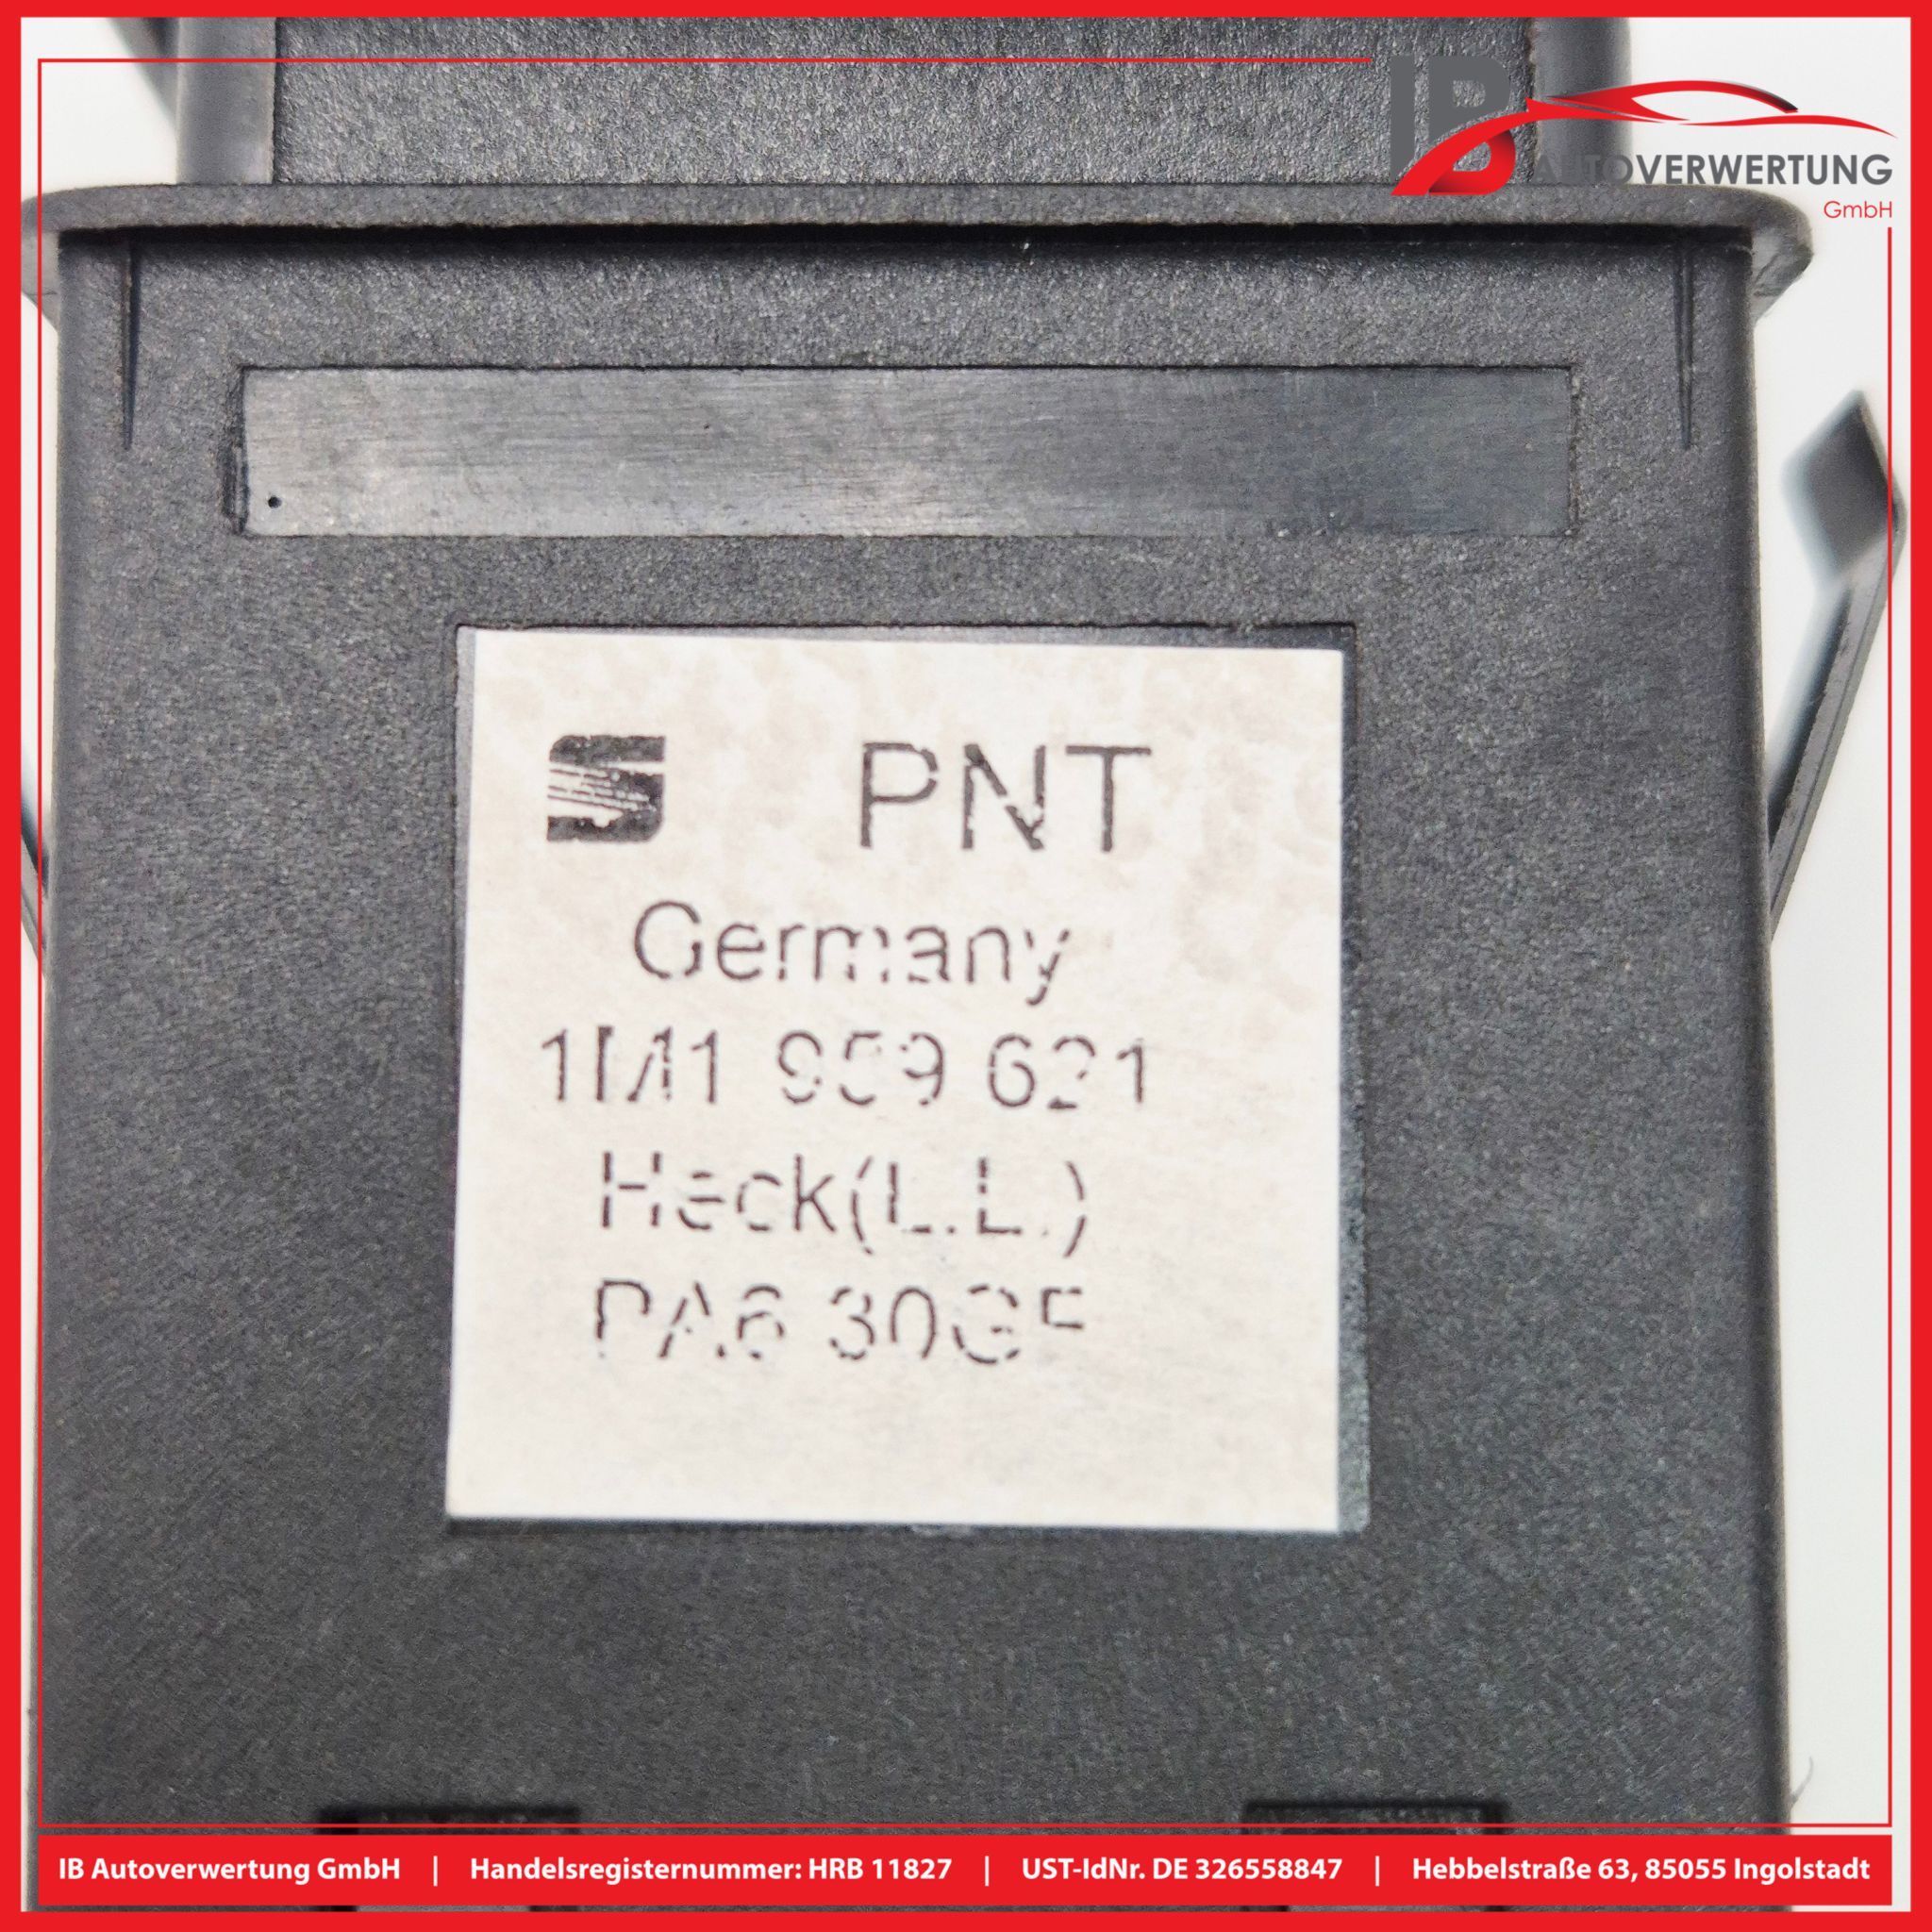 IB
AUTOVERWERTUNG
GmbH
S PNT
Germany
1M1 959 621
Heck(L.L.)
PA6 30GF
IB Autoverwertung GmbH | Handelsregisternummer: HRB 11827 | UST-IdNr. DE 326558847 | Hebbelstraße 63, 85055 Ingolstadt